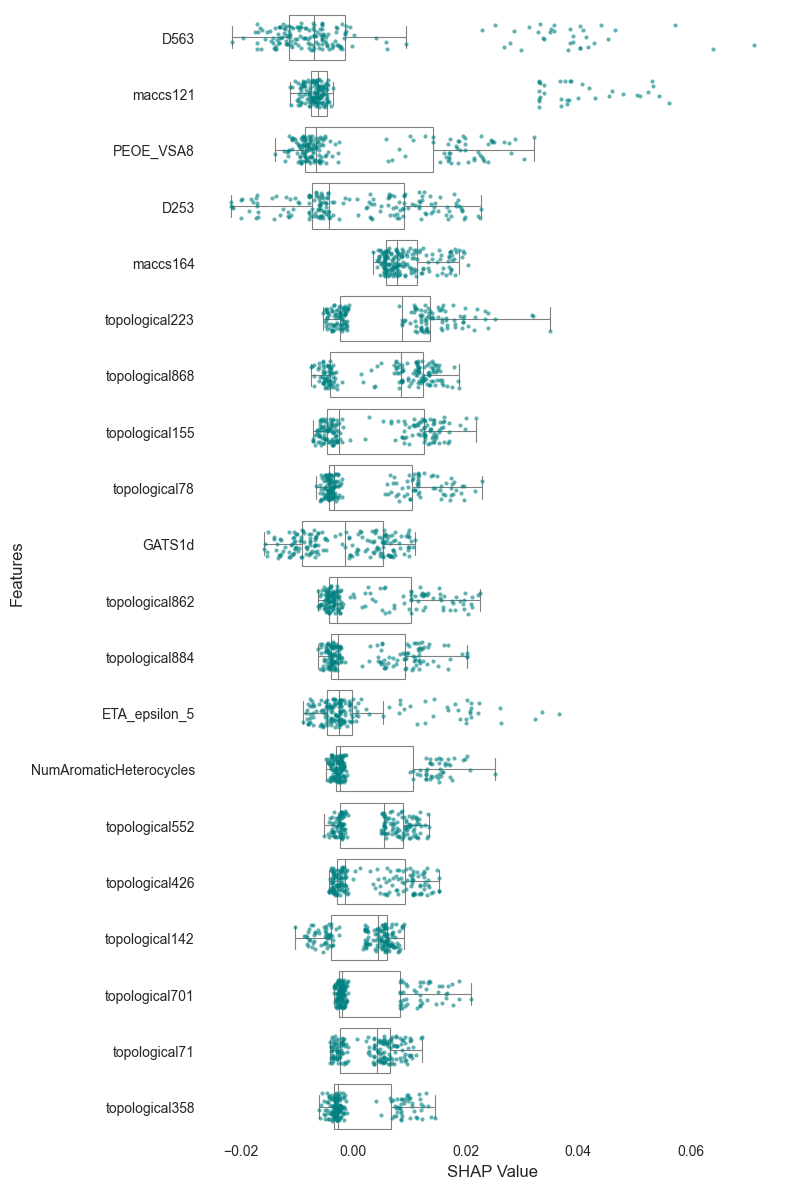 D563
maccs121
PEOE_VSA8
D253
maccs164
topological223
topological868
topological155
topological78
GATS1d
topological862
topological884
ETA_epsilon_5
NumAromaticHeterocycles
topological552
topological426
topological142
topological701
topological71
topological358
Features
−0.02 0.00 0.02 0.04 0.06
SHAP Value